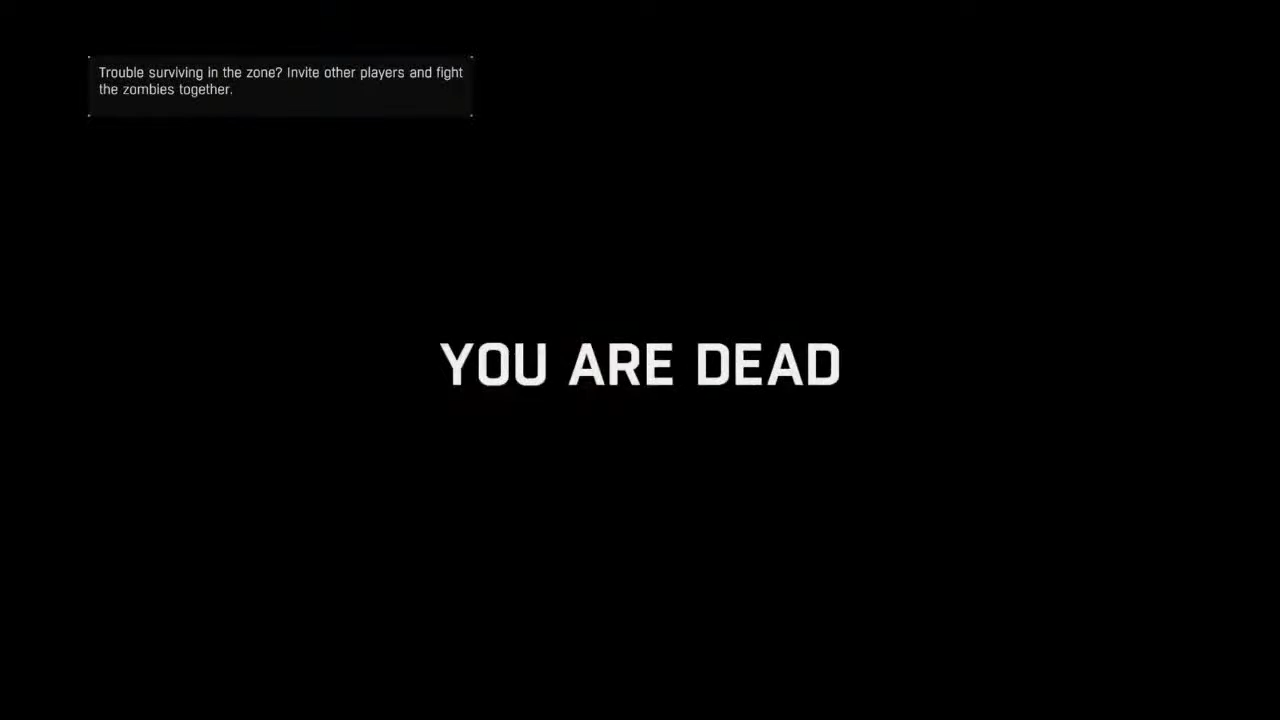 Trouble surviving in the zone? Invite other players and fight
the zombies together.
YOU ARE DEAD